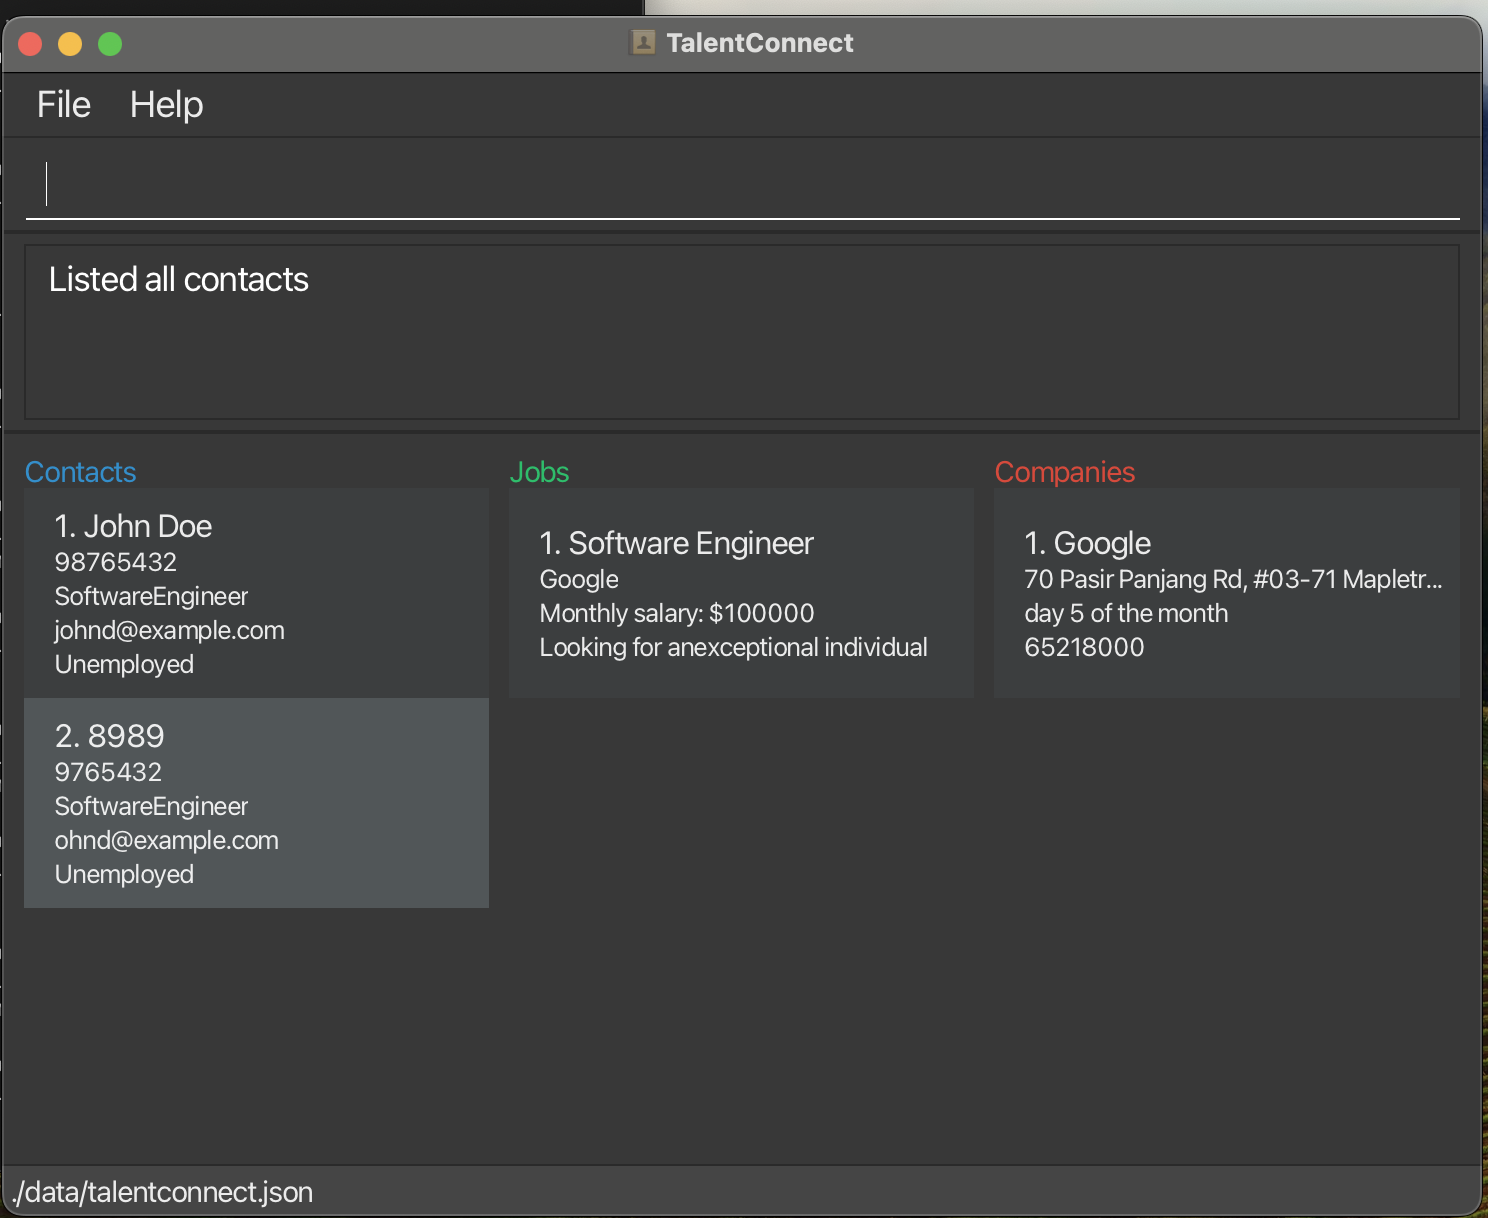 TalentConnect
File Help
Listed all contacts
Contacts
1. John Doe
98765432
SoftwareEngineer
johnd@example.com
Unemployed
2. 8989
9765432
SoftwareEngineer
ohnd@example.com
Unemployed
Jobs
1. Software Engineer
Google
Monthly salary: $100000
Looking for anexceptional individual
Companies
1. Google
70 Pasir Panjang Rd, #03-71 Mapletr...
day 5 of the month
65218000
./data/talentconnect.json